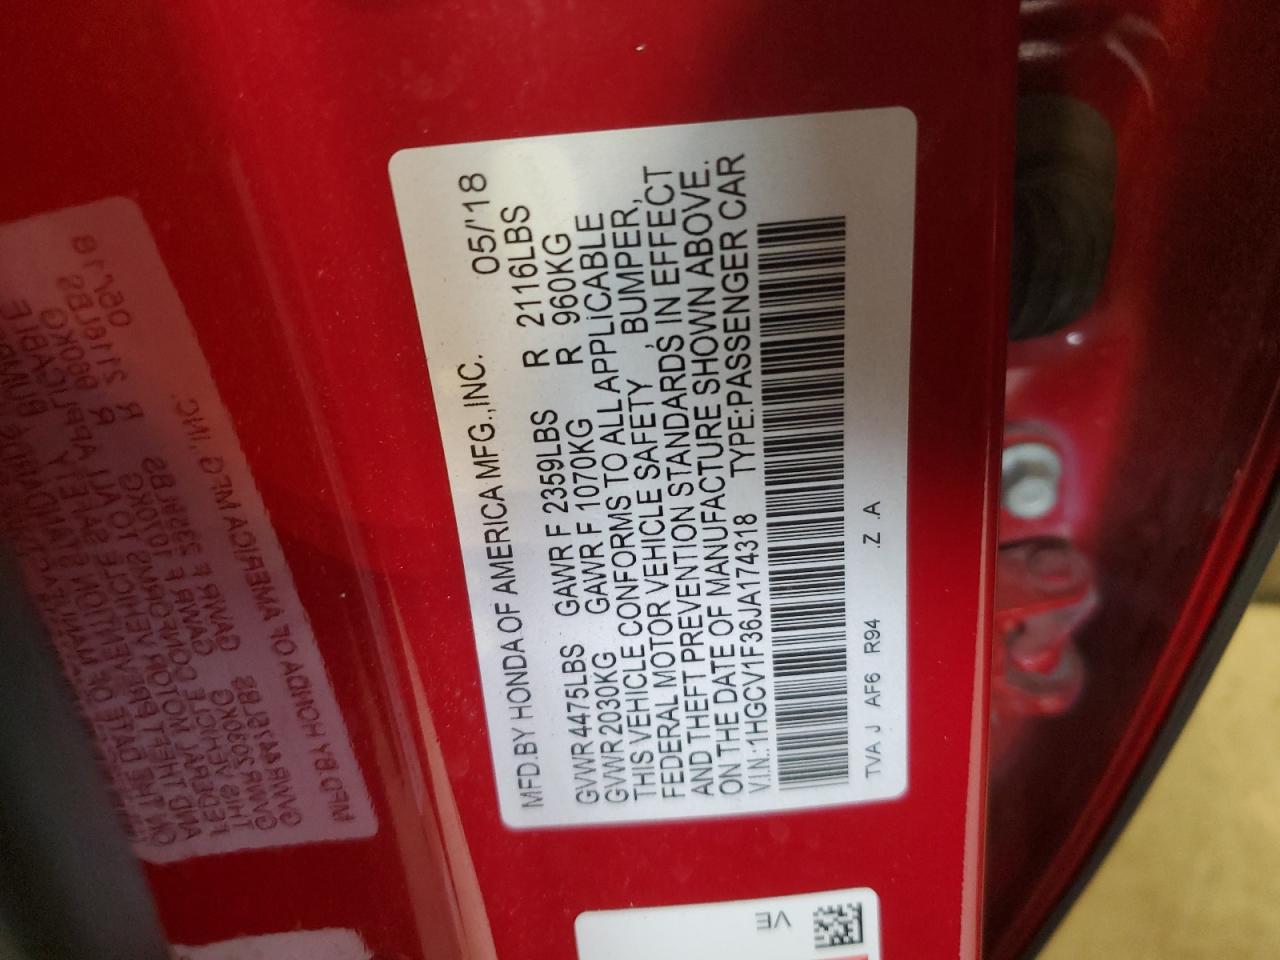 MFD. BY HONDA OF AMERICA MFG., INC. 05/'18
GVWR 4475LBS GAWR F 2359LBS R 2116LBS
GVWR 2030KG GAWR F 1070KG R 960KG
THIS VEHICLE CONFORMS TO ALL APPLICABLE
FEDERAL MOTOR VEHICLE SAFETY, BUMPER,
AND THEFT PREVENTION STANDARDS IN EFFECT
ON THE DATE OF MANUFACTURE SHOWN ABOVE.
V.I.N.: 1HGCV1F36JA174318 TYPE: PASSENGER CAR
TVA J AF6 R94 .Z .A
VE